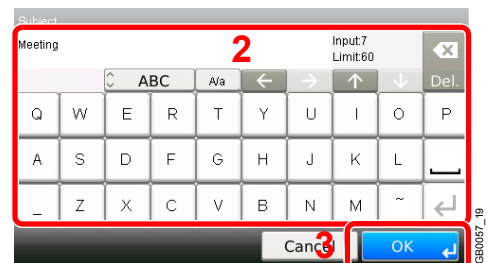 Subject
Meeting
2
Input:7
Limit:60
ABC A/a ← → ↑ ↓ Del.
Q W E R T Y U I O P
A S D F G H J K L
_ Z X C V B N M ~
Cancel
3
OK
GB0057_19